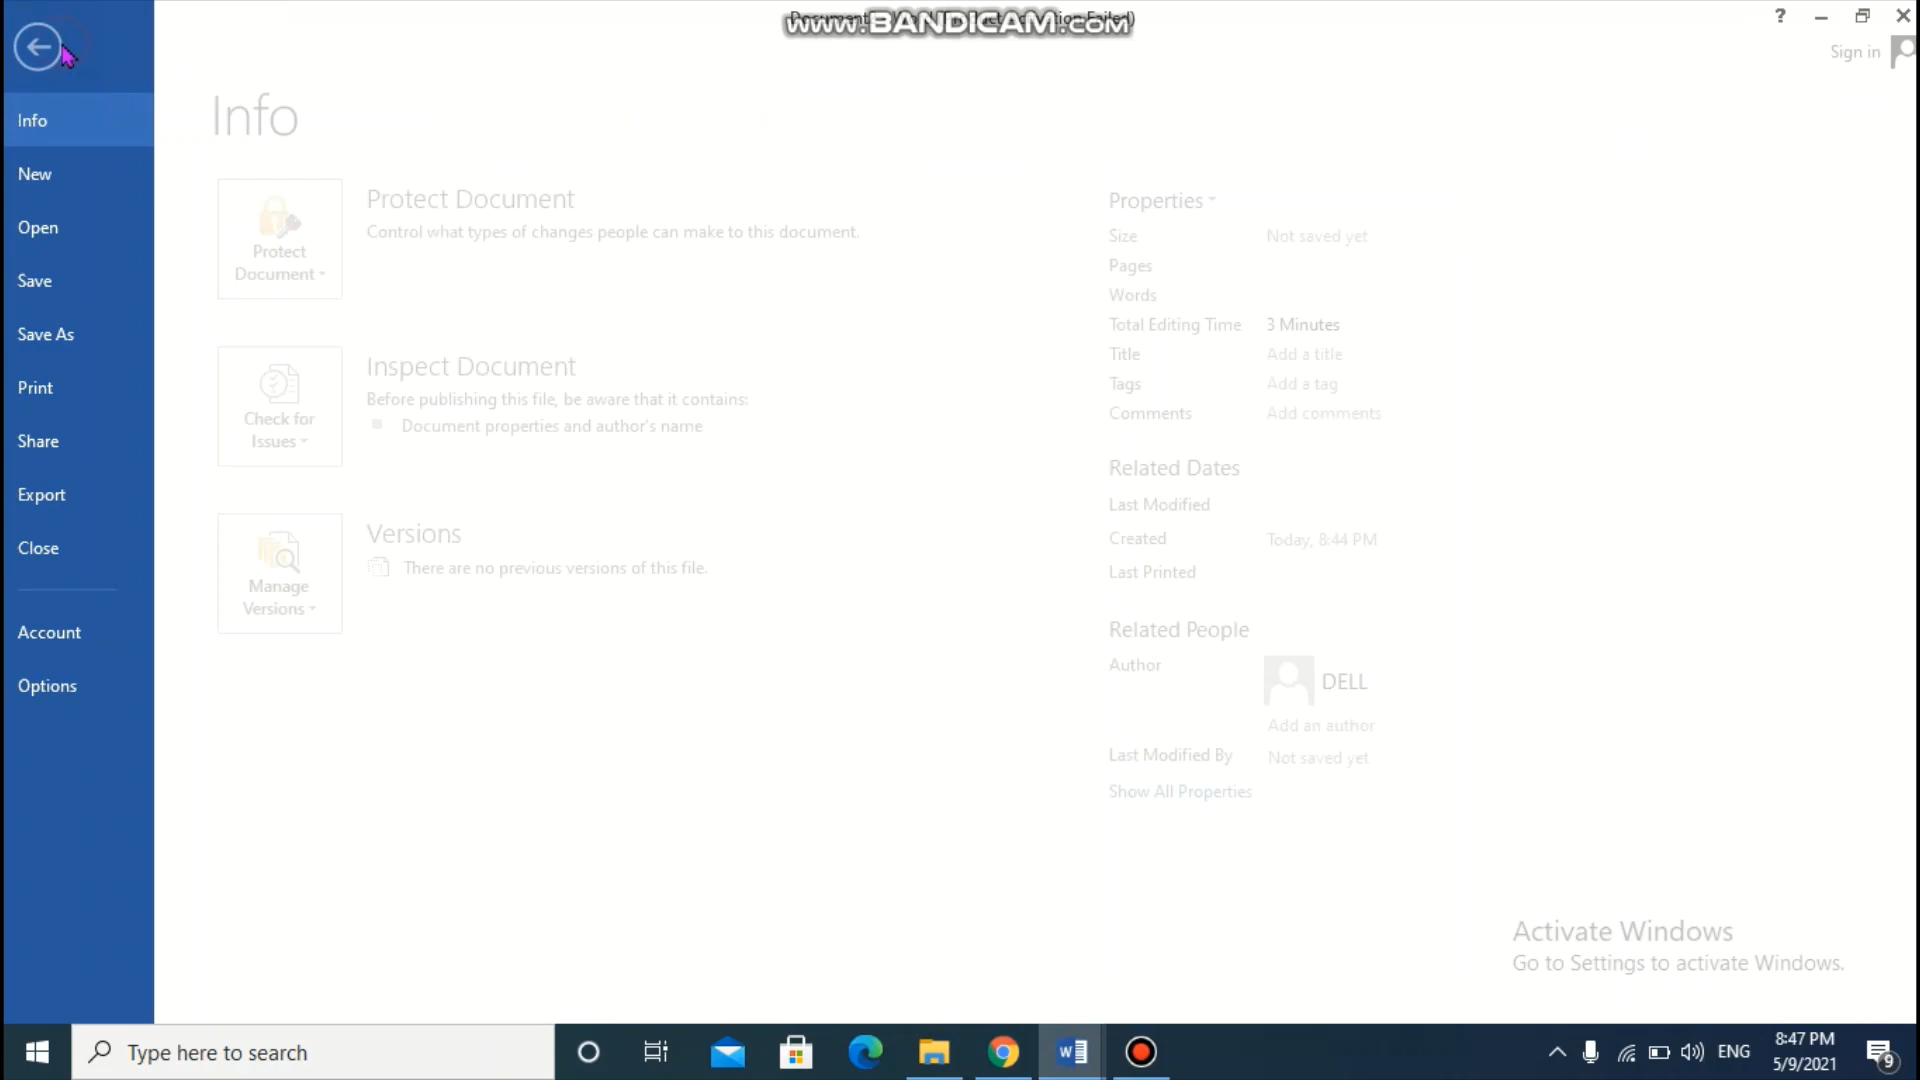 www.BANDICAM.com
Sign in
Info
Info
New
Open
Save
Save As
Print
Share
Export
Close
Account
Options
Protect Document
Protect Document
Control what types of changes people can make to this document.
Check for Issues
Inspect Document
Before publishing this file, be aware that it contains:
Document properties and author's name
Manage Versions
Versions
There are no previous versions of this file.
Properties
Size Not saved yet
Pages
Words
Total Editing Time 3 Minutes
Title Add a title
Tags Add a tag
Comments Add comments
Related Dates
Last Modified
Created Today, 8:44 PM
Last Printed
Related People
Author
DELL
Add an author
Last Modified By Not saved yet
Show All Properties
Activate Windows
Go to Settings to activate Windows.
Type here to search
ENG
8:47 PM
5/9/2021
9